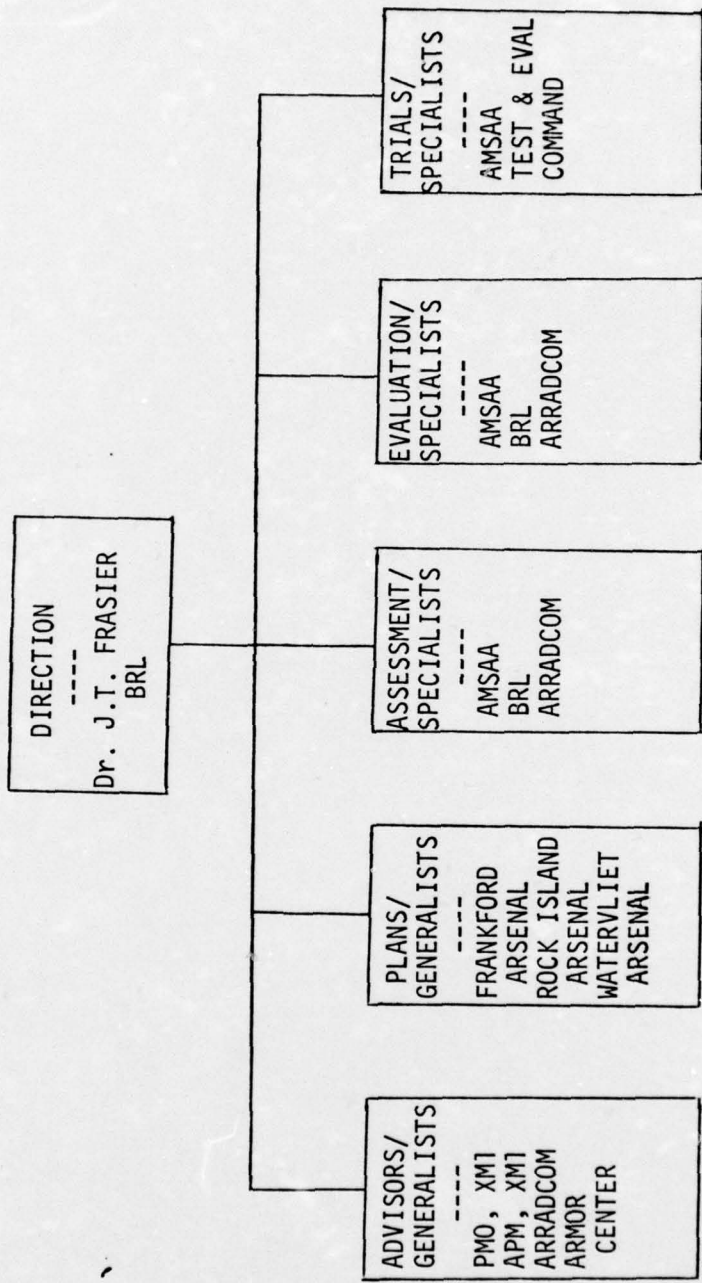 DIRECTION
----
Dr. J.T. FRASIER
BRL
ADVISORS/
GENERALISTS
----
PMO, XM1
APM, XM1
ARRADCOM
ARMOR
CENTER
PLANS/
GENERALISTS
----
FRANKFORD
ARSENAL
ROCK ISLAND
ARSENAL
WATERVLIET
ARSENAL
ASSESSMENT/
SPECIALISTS
----
AMSAA
BRL
ARRADCOM
EVALUATION/
SPECIALISTS
----
AMSAA
BRL
ARRADCOM
TRIALS/
SPECIALISTS
----
AMSAA
TEST & EVAL
COMMAND